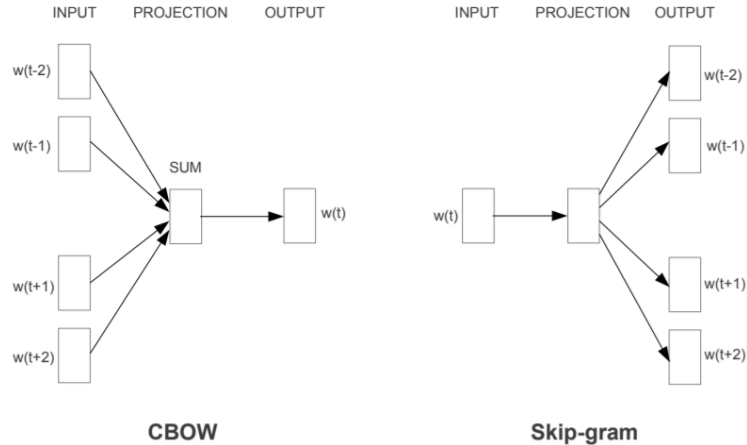 INPUT PROJECTION OUTPUT
w(t-2)
w(t-1)
SUM
w(t)
w(t+1)
w(t+2)
CBOW
INPUT PROJECTION OUTPUT
w(t-2)
w(t-1)
w(t)
w(t+1)
w(t+2)
Skip-gram